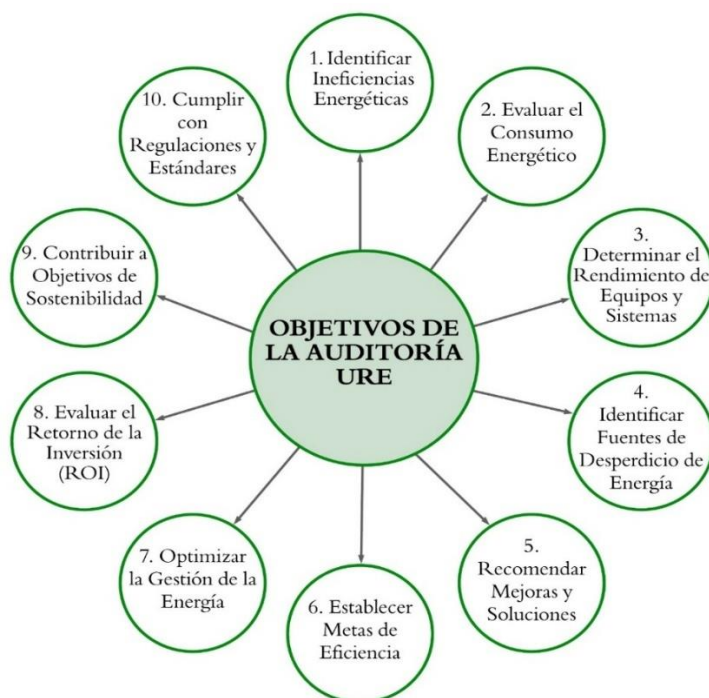 1. Identificar
Ineficiencias
Energéticas
2. Evaluar el
Consumo
Energético
3.
Determinar el
Rendimiento de
Equipos y
Sistemas
4.
Identificar
Fuentes de
Desperdicio de
Energía
5.
Recomendar
Mejoras y
Soluciones
6. Establecer
Metas de
Eficiencia
7. Optimizar
la Gestión de la
Energía
8. Evaluar el
Retorno de la
Inversión
(ROI)
9. Contribuir a
Objetivos de
Sostenibilidad
10. Cumplir
con
Regulaciones y
Estándares
OBJETIVOS DE
LA AUDITORÍA
URE